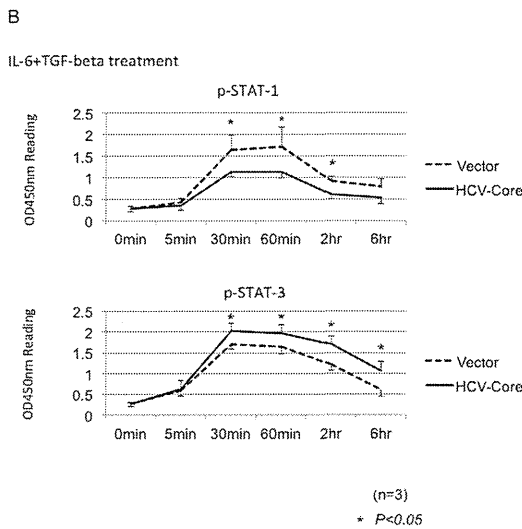 B
IL-6+TGF-beta treatment
p-STAT-1
OD450nm Reading
2.5
2
1.5
1
0.5
0
* * *
0min 5min 30min 60min 2hr 6hr
Vector
HCV-Core
p-STAT-3
OD450nm Reading
2.5
2
1.5
1
0.5
0
* * * *
0min 5min 30min 60min 2hr 6hr
Vector
HCV-Core
(n=3)
* P<0.05